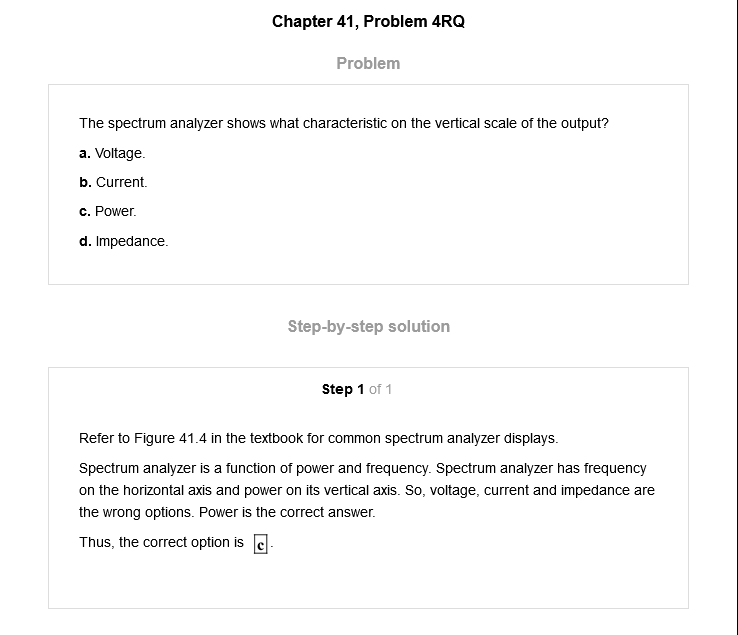 Chapter 41, Problem 4RQ
Problem
The spectrum analyzer shows what characteristic on the vertical scale of the output?
a. Voltage.
b. Current.
c. Power.
d. Impedance.
Step-by-step solution
Step 1 of 1
Refer to Figure 41.4 in the textbook for common spectrum analyzer displays.
Spectrum analyzer is a function of power and frequency. Spectrum analyzer has frequency
on the horizontal axis and power on its vertical axis. So, voltage, current and impedance are
the wrong options. Power is the correct answer.
Thus, the correct option is c.